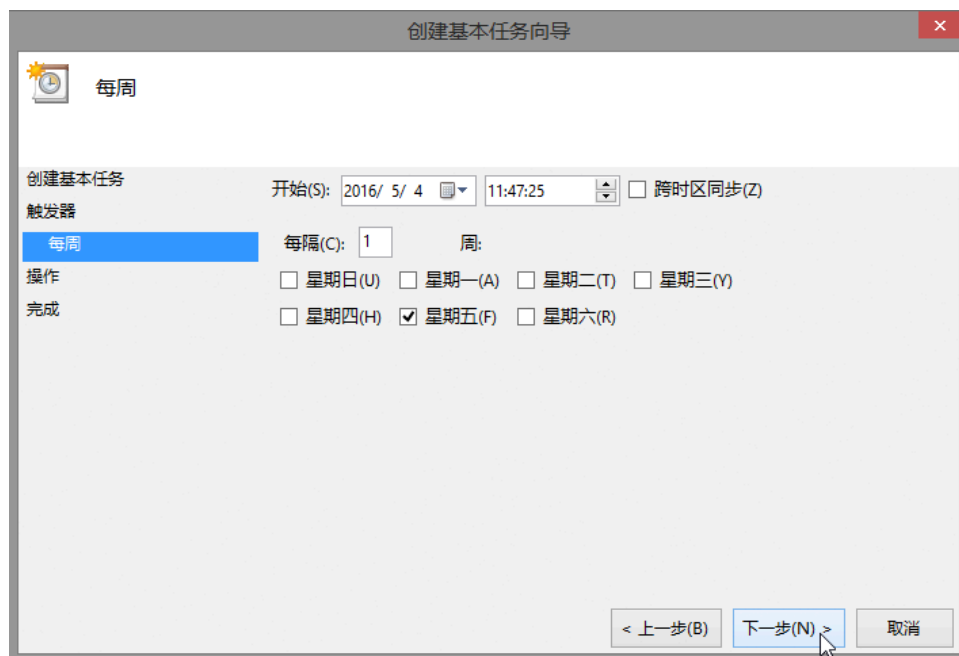 创建基本任务向导
每周
创建基本任务
触发器
每周
操作
完成
开始(S): 2016/ 5/ 4 11:47:25 跨时区同步(Z)
每隔(C): 1 周:
星期日(U) 星期一(A) 星期二(T) 星期三(Y)
星期四(H) 星期五(F) 星期六(R)
< 上一步(B) 下一步(N) > 取消